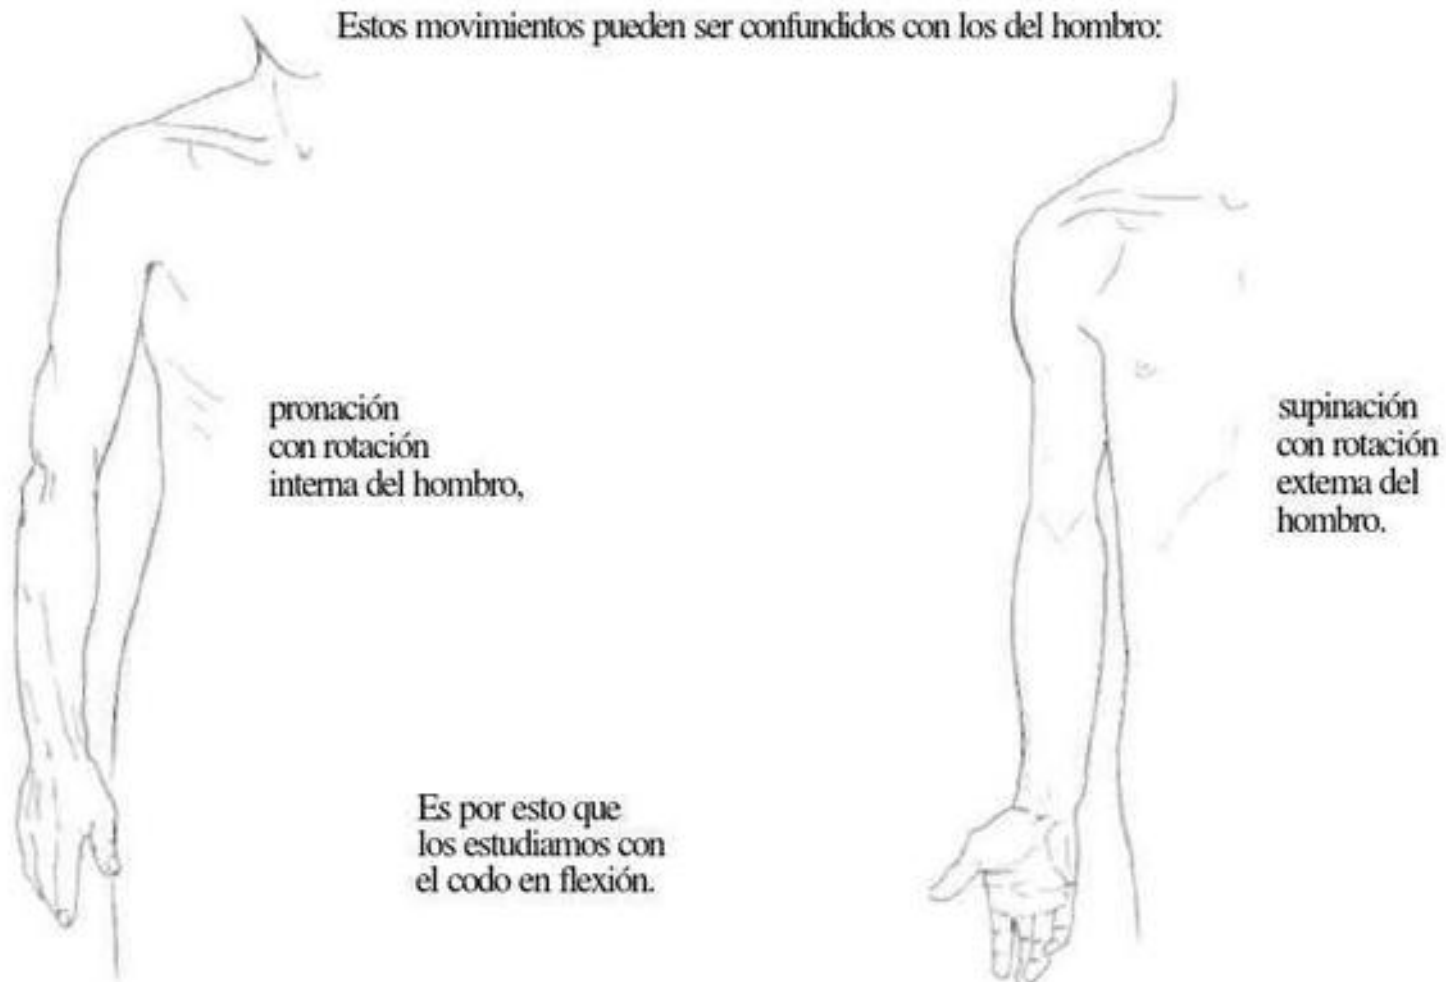 Estos movimientos pueden ser confundidos con los del hombro:
pronación
con rotación
interna del hombro,
supinación
con rotación
extema del
hombro.
Es por esto que
los estudiamos con
el codo en flexión.